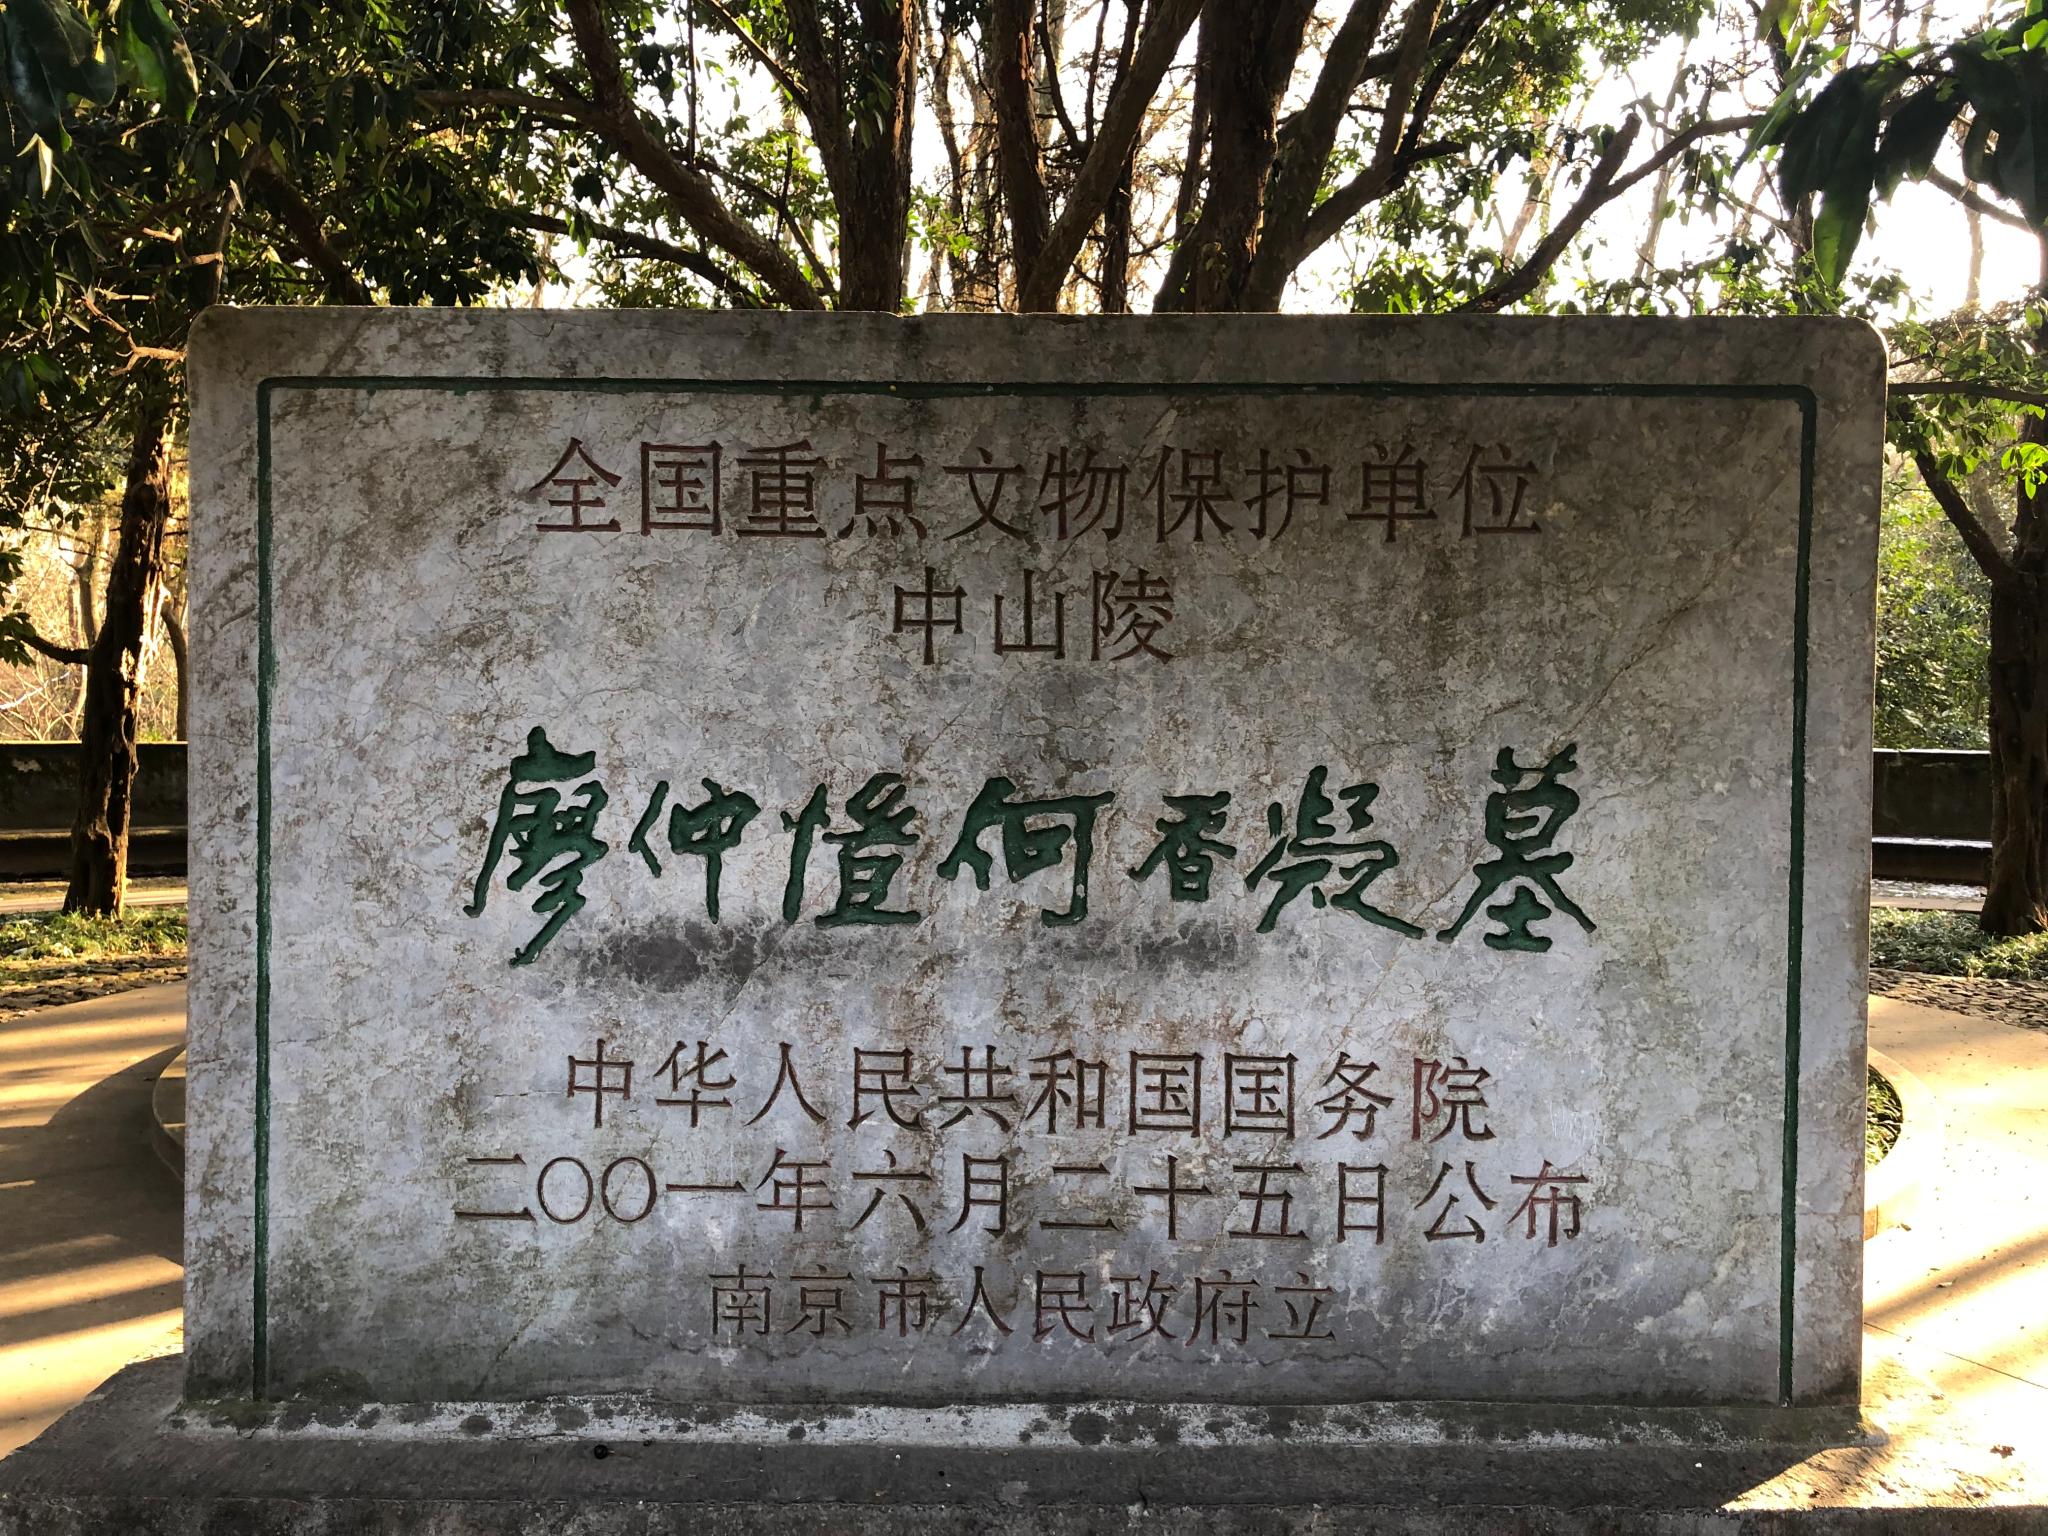 全国重点文物保护单位
中山陵
廖仲恺何香凝墓
中华人民共和国国务院
二〇〇一年六月二十五日公布
南京市人民政府立